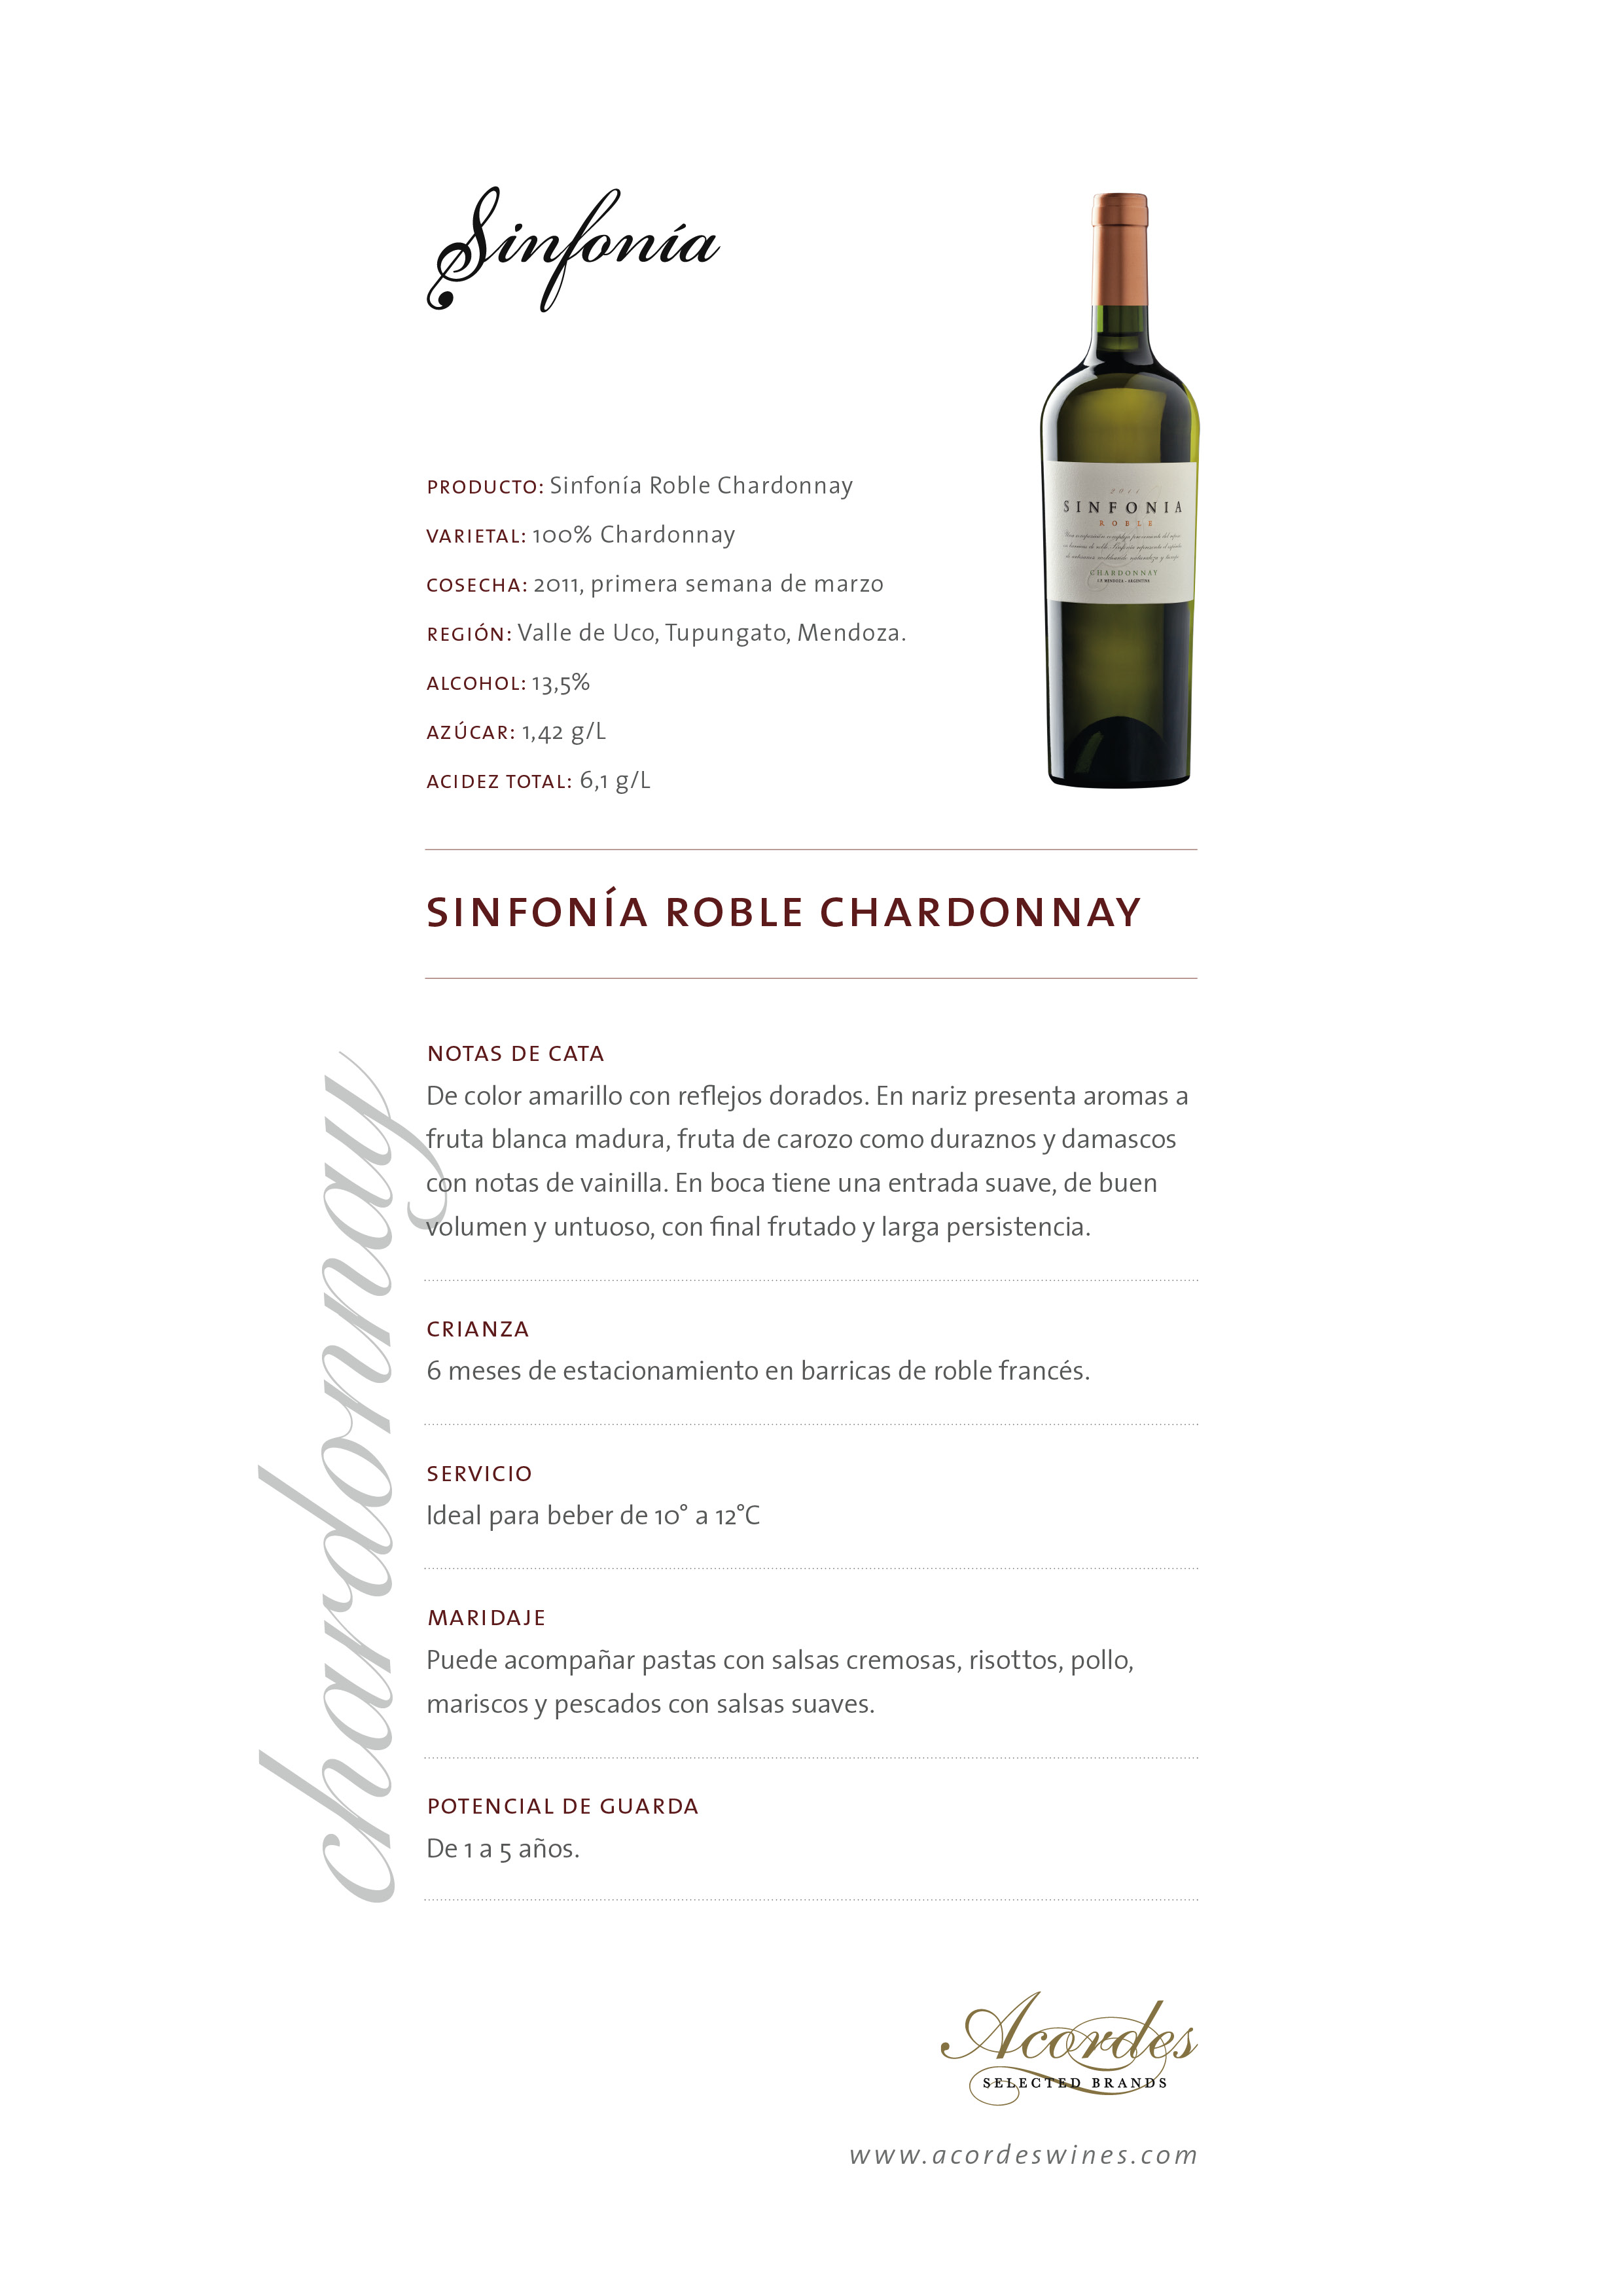 Sinfonía
PRODUCTO: Sinfonía Roble Chardonnay
VARIETAL: 100% Chardonnay
COSECHA: 2011, primera semana de marzo
REGIÓN: Valle de Uco, Tupungato, Mendoza.
ALCOHOL: 13,5%
AZÚCAR: 1,42 g/L
ACIDEZ TOTAL: 6,1 g/L
2011
SINFONIA
ROBLE
CHARDONNAY
MENDOZA - ARGENTINA
SINFONÍA ROBLE CHARDONNAY
chardonnay
NOTAS DE CATA
De color amarillo con reflejos dorados. En nariz presenta aromas a
fruta blanca madura, fruta de carozo como duraznos y damascos
con notas de vainilla. En boca tiene una entrada suave, de buen
volumen y untuoso, con final frutado y larga persistencia.
CRIANZA
6 meses de estacionamiento en barricas de roble francés.
SERVICIO
Ideal para beber de 10° a 12°C
MARIDAJE
Puede acompañar pastas con salsas cremosas, risottos, pollo,
mariscos y pescados con salsas suaves.
POTENCIAL DE GUARDA
De 1 a 5 años.
Acordes
SELECTED BRANDS
www.acordeswines.com